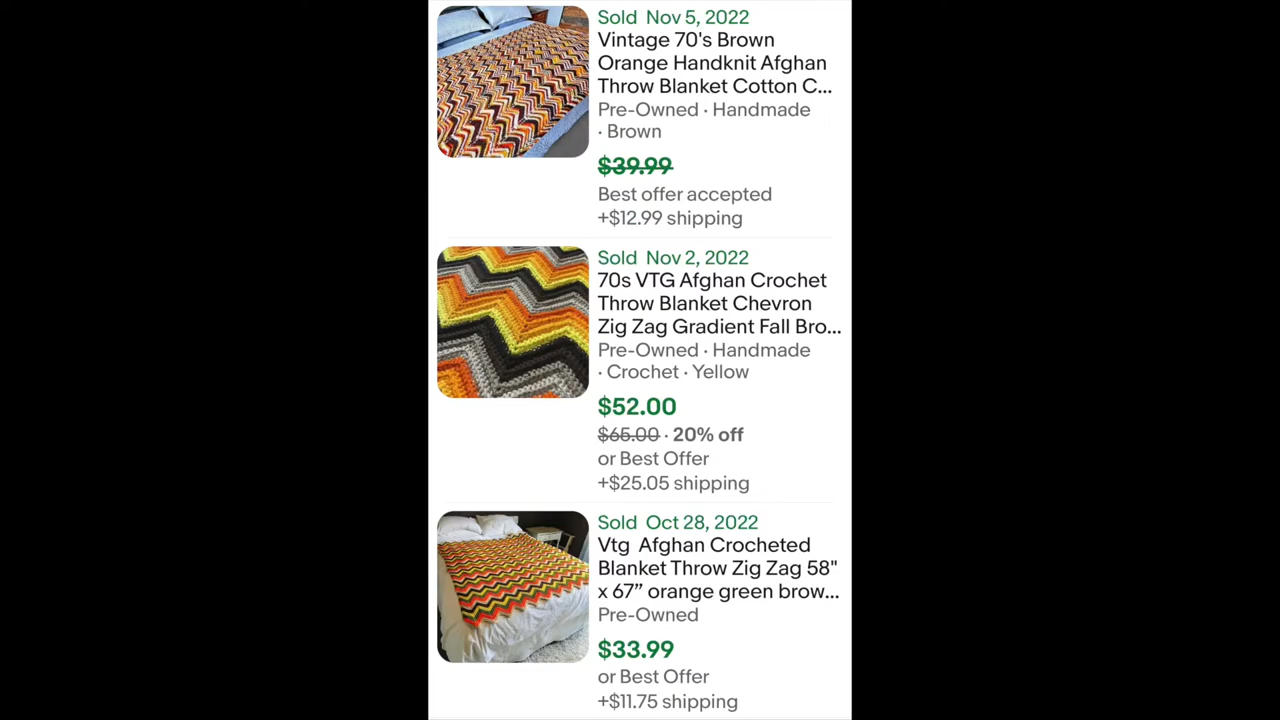 Sold Nov 5, 2022
Vintage 70's Brown
Orange Handknit Afghan
Throw Blanket Cotton C...
Pre-Owned · Handmade
· Brown
$39.99
Best offer accepted
+$12.99 shipping
Sold Nov 2, 2022
70s VTG Afghan Crochet
Throw Blanket Chevron
Zig Zag Gradient Fall Bro...
Pre-Owned · Handmade
· Crochet · Yellow
$52.00
$65.00 · 20% off
or Best Offer
+$25.05 shipping
Sold Oct 28, 2022
Vtg Afghan Crocheted
Blanket Throw Zig Zag 58"
x 67” orange green brow...
Pre-Owned
$33.99
or Best Offer
+$11.75 shipping